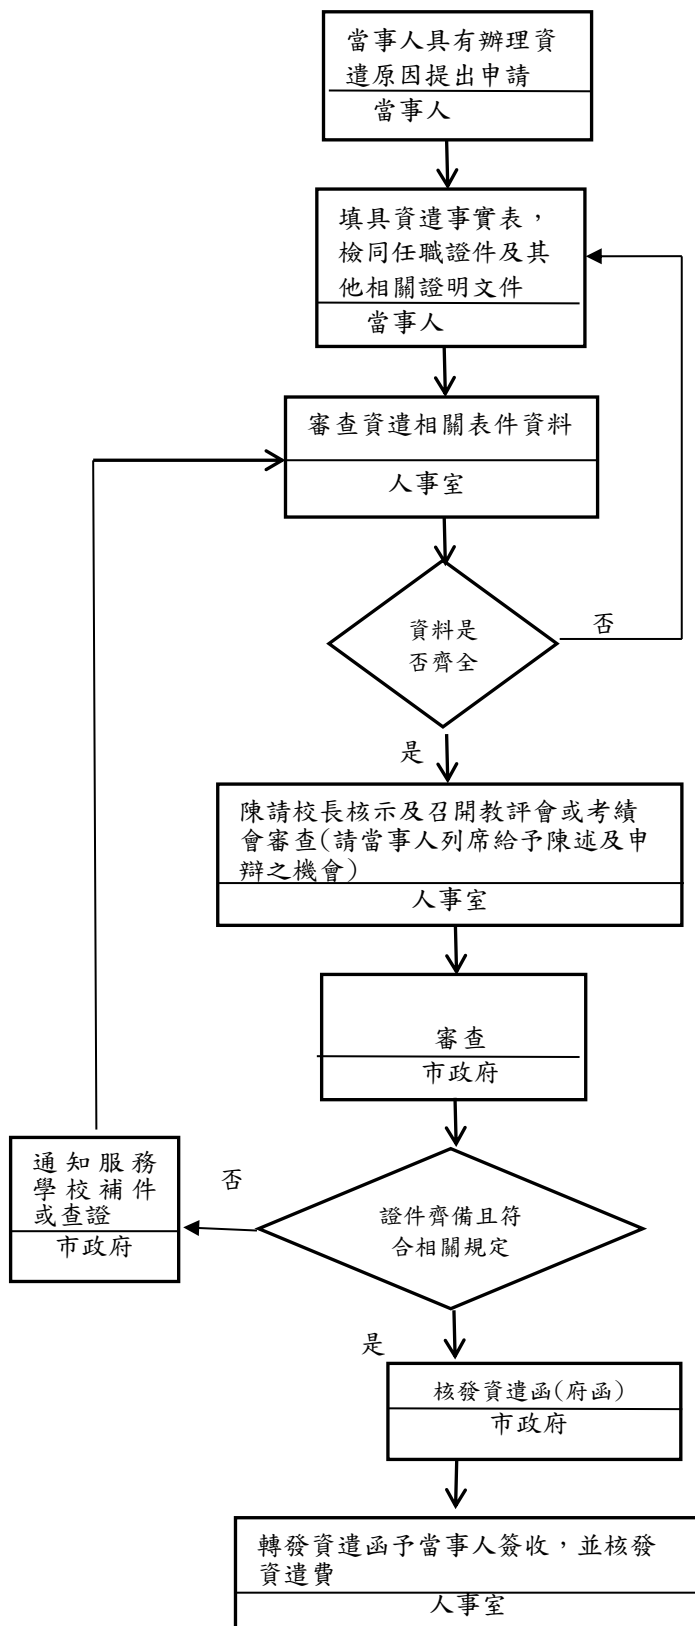 當事人具有辦理資
遣原因提出申請
當事人
填具資遣事實表，
檢同任職證件及其
他相關證明文件
當事人
審查資遣相關表件資料
人事室
資料是
否齊全
否
是
陳請校長核示及召開教評會或考績
會審查(請當事人列席給予陳述及申
辯之機會)
人事室
審查
市政府
通知服務
學校補件
或查證
市政府
否
證件齊備且符
合相關規定
是
核發資遣函(府函)
市政府
轉發資遣函予當事人簽收，並核發
資遣費
人事室